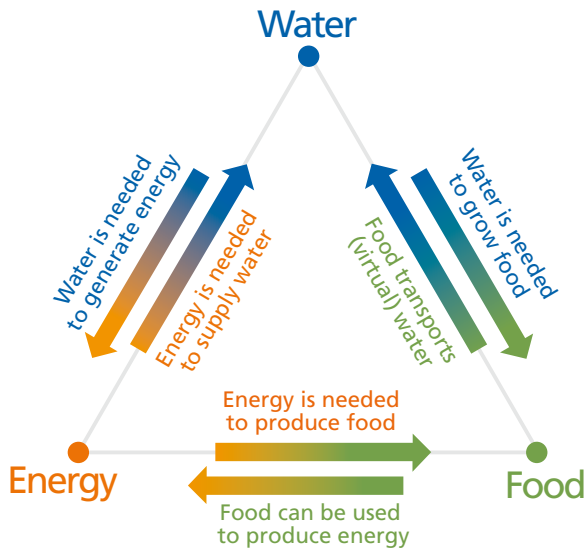 Water
Water is needed
to generate energy
Energy is needed
to supply water
Food transports
(virtual) water
Water is needed
to grow food
Energy is needed
to produce food
Energy
Food
Food can be used
to produce energy